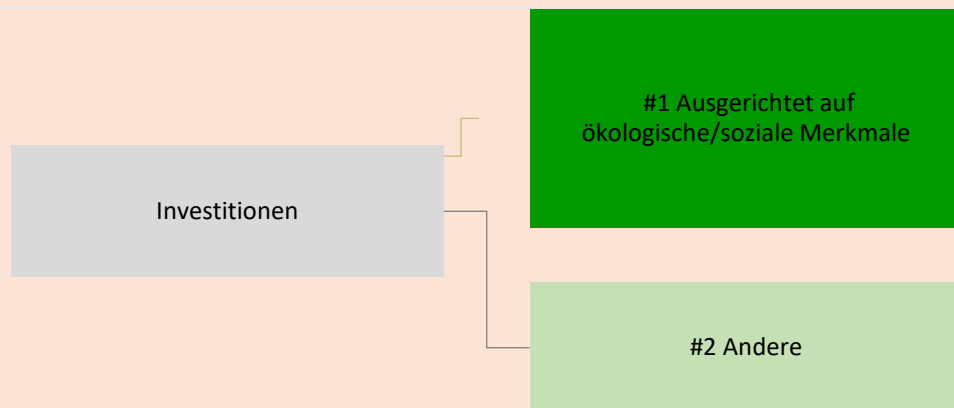 #1 Ausgerichtet auf
ökologische/soziale Merkmale
Investitionen
#2 Andere